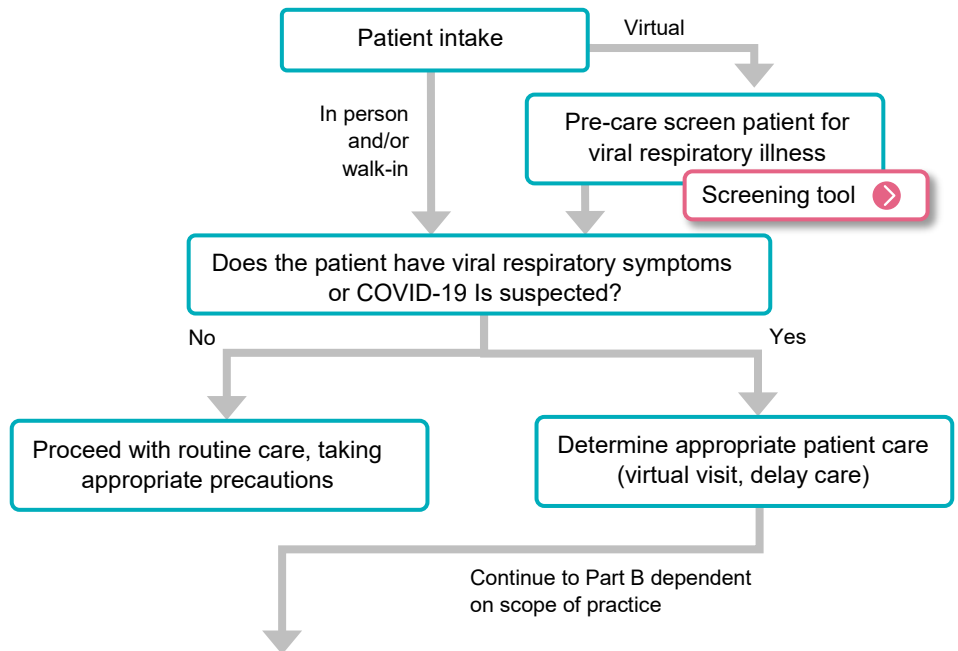 Patient intake
Virtual
In person
and/or
walk-in
Pre-care screen patient for
viral respiratory illness
Screening tool
Does the patient have viral respiratory symptoms
or COVID-19 Is suspected?
No
Yes
Proceed with routine care, taking
appropriate precautions
Determine appropriate patient care
(virtual visit, delay care)
Continue to Part B dependent
on scope of practice